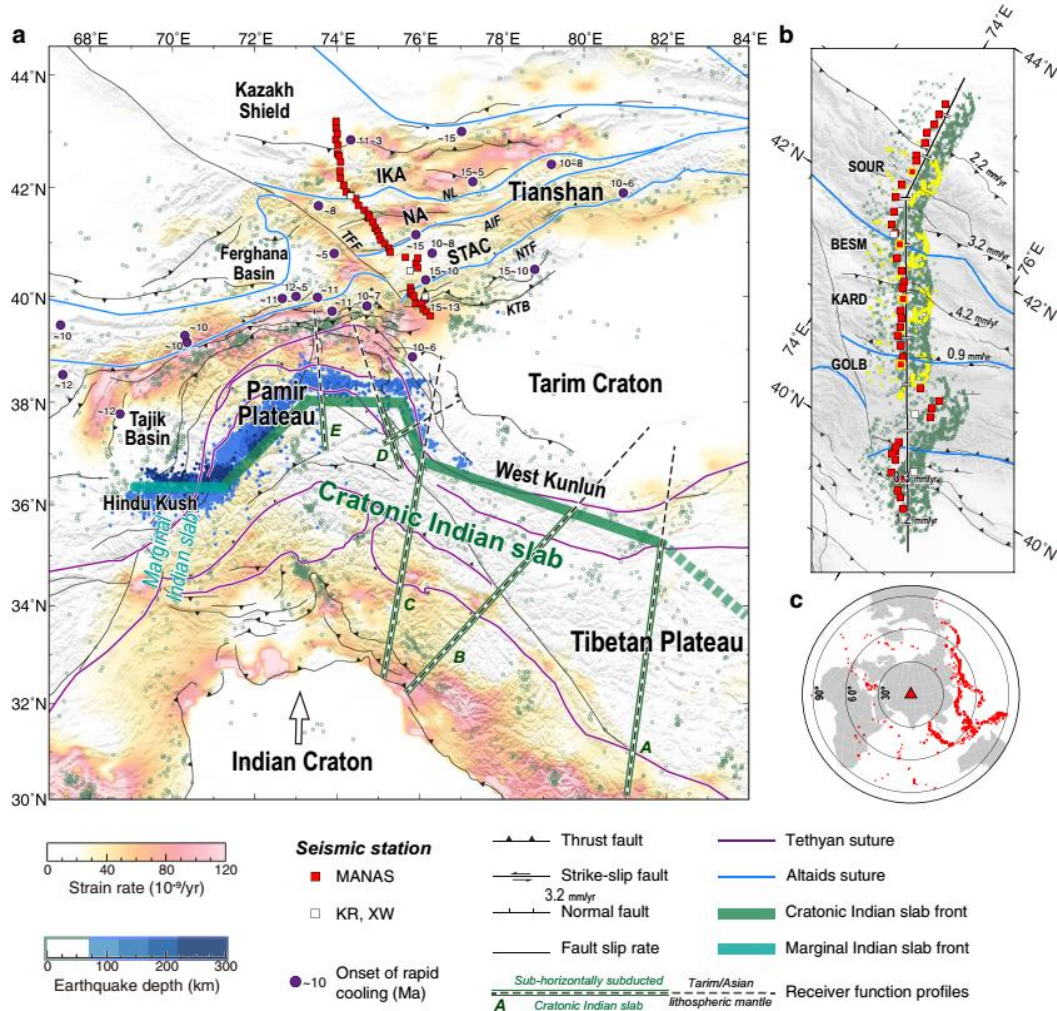 a
68°E 70°E 72°E 74°E 76°E 78°E 80°E 82°E 84°E
44°N
42°N
40°N
38°N
36°N
34°N
32°N
30°N
Kazakh
Shield
11~3
~15
IKA
10~8
15~5
NL
Tianshan
10~6
~8
NA
AIF
TFF
~15
10~8
Ferghana
Basin
~5
STAC
NTF
15~10
15~10
12~5
~11
~11
~11
10~7
15~13
KTB
~10
~10
~10
10~6
~12
Tarim Craton
Pamir
Plateau
~12
Tajik
Basin
E
D
West Kunlun
Hindu Kush
Cratonic Indian slab
Marginal
Indian slab
C
B
Tibetan Plateau
A
Indian Craton
b
74°E
44°N
42°N
SOUR
2.2 mm/yr
BESM
3.2 mm/yr
76°E
KARD
42°N
4.2 mm/yr
74°E
GOLB
0.9 mm/yr
40°N
mm/yr
mm/yr
40°N
c
90°
60°
30°
0 40 80 120
Strain rate (10⁻⁹/yr)
0 100 200 300
Earthquake depth (km)
Seismic station
MANAS
KR, XW
~10
Onset of rapid
cooling (Ma)
Thrust fault
Strike-slip fault
3.2 mm/yr
Normal fault
Fault slip rate
Sub-horizontally subducted
Tarim/Asian
A
Cratonic Indian slab
lithospheric mantle
Tethyan suture
Altaids suture
Cratonic Indian slab front
Marginal Indian slab front
Receiver function profiles